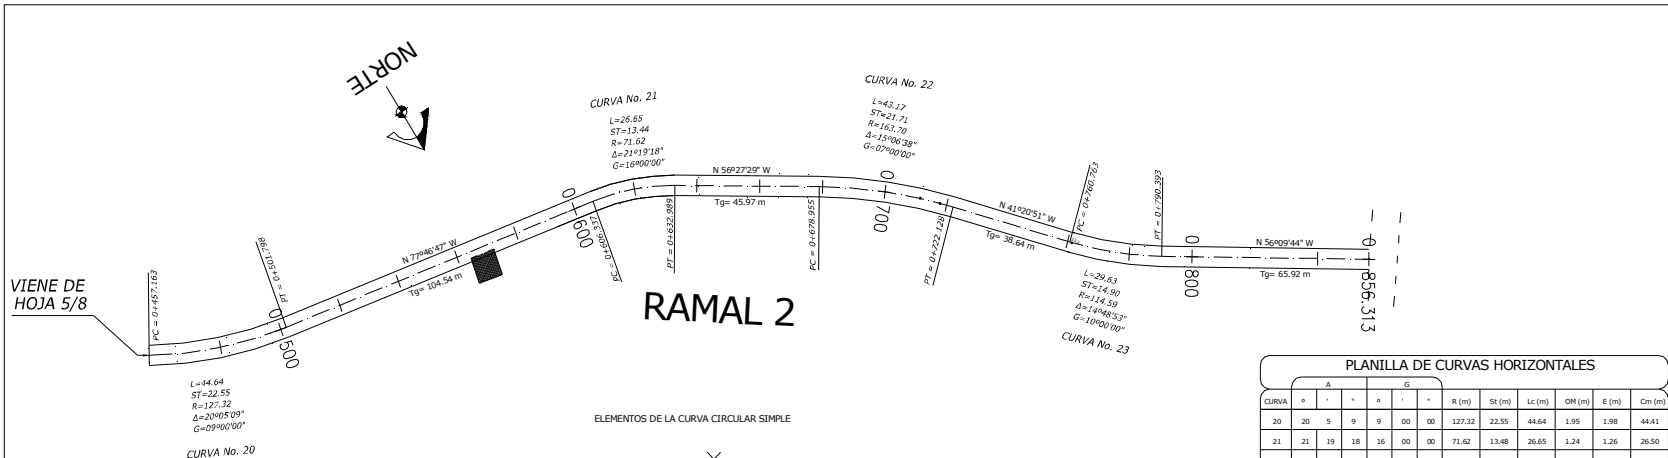 NORTE
CURVA No. 21
L=26.65
ST=13.44
R=71.62
Δ=21º19'18"
G=16º00'00"
CURVA No. 22
L=43.17
ST=21.71
R=163.70
Δ=15º06'38"
G=07º00'00"
VIENE DE
HOJA 5/8
PC = 0+457.163
PT = 0+501.798
0
500
N 77º46'47" W
Tg= 104.54 m
0
600
PC = 0+606.337
PT = 0+632.989
N 56º27'29" W
Tg= 45.97 m
PC = 0+678.955
0
700
PT = 0+722.128
N 41º20'51" W
Tg= 38.64 m
PC = 0+760.763
PT = 0+790.393
0
800
N 56º09'44" W
Tg= 65.92 m
0
856.313
RAMAL 2
L=29.63
ST=14.90
R=114.59
Δ=14º48'53"
G=10º00'00"
CURVA No. 23
L=44.64
ST=22.55
R=127.32
Δ=20º05'09"
G=09º00'00"
CURVA No. 20
ELEMENTOS DE LA CURVA CIRCULAR SIMPLE
PLANILLA DE CURVAS HORIZONTALES
A G
CURVA º ' " º ' " R (m) St (m) Lc (m) OM (m) E (m) Cm (m)
20 20 5 9 9 00 00 127.32 22.55 44.64 1.95 1.98 44.41
21 21 19 18 16 00 00 71.62 13.48 26.65 1.24 1.26 26.50